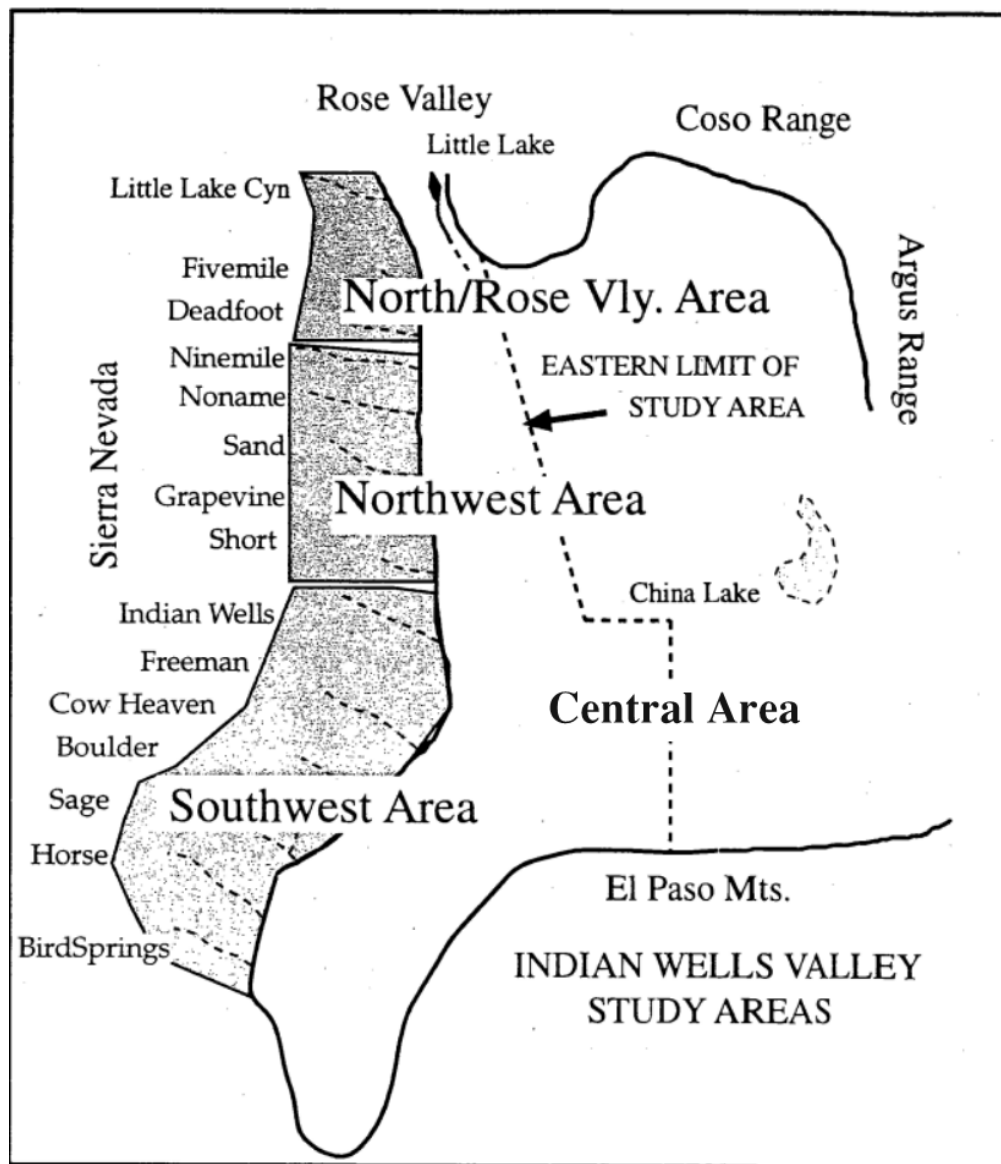 Rose Valley
Coso Range
Little Lake
Little Lake Cyn
Argus Range
Fivemile
North/Rose Vly. Area
Deadfoot
Ninemile
EASTERN LIMIT OF
STUDY AREA
Noname
Sierra Nevada
Sand
Grapevine
Northwest Area
Short
China Lake
Indian Wells
Freeman
Cow Heaven
Central Area
Boulder
Sage
Southwest Area
Horse
El Paso Mts.
BirdSprings
INDIAN WELLS VALLEY
STUDY AREAS